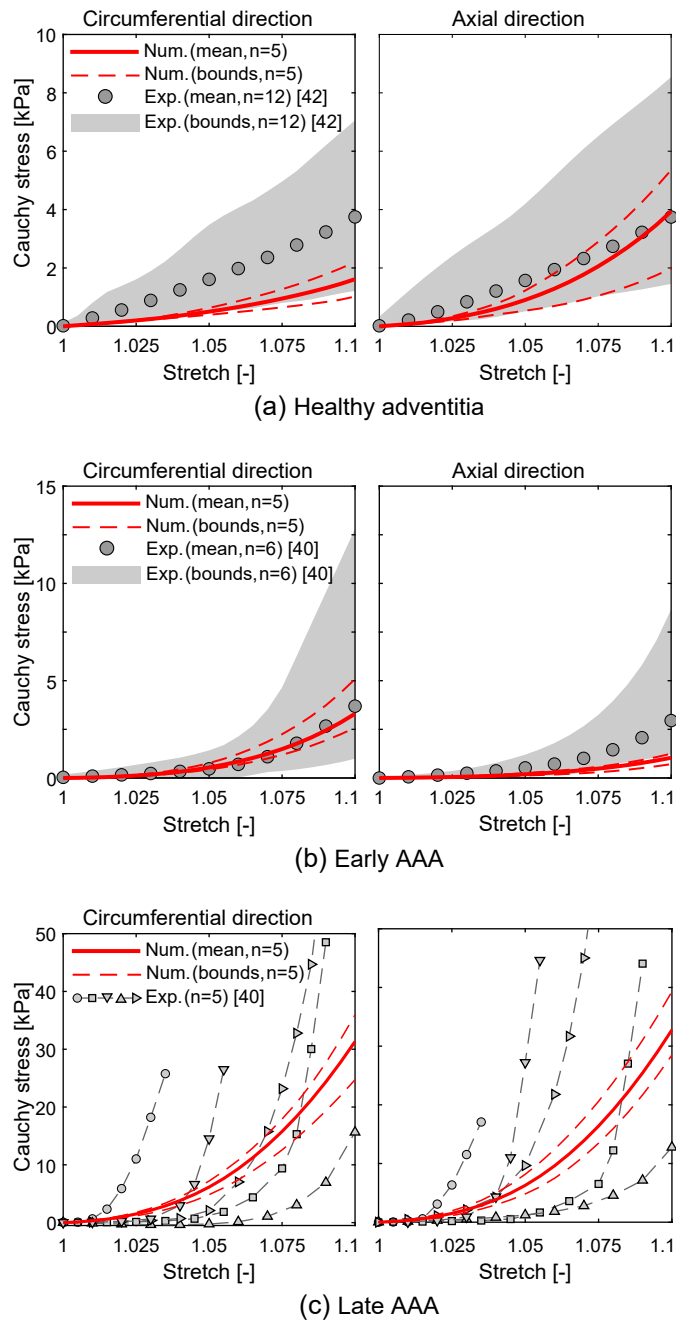 Circumferential direction
Axial direction
Cauchy stress [kPa]
10
8
6
4
2
0
Num. (mean, n=5)
Num. (bounds, n=5)
Exp. (mean, n=12) [42]
Exp. (bounds, n=12) [42]
1 1.025 1.05 1.075 1.1
1 1.025 1.05 1.075 1.1
Stretch [-]
Stretch [-]
(a) Healthy adventitia
Circumferential direction
Axial direction
Cauchy stress [kPa]
15
10
5
0
Num. (mean, n=5)
Num. (bounds, n=5)
Exp. (mean, n=6) [40]
Exp. (bounds, n=6) [40]
1 1.025 1.05 1.075 1.1
1 1.025 1.05 1.075 1.1
Stretch [-]
Stretch [-]
(b) Early AAA
Circumferential direction
Cauchy stress [kPa]
50
40
30
20
10
0
Num. (mean, n=5)
Num. (bounds, n=5)
Exp. (n=5) [40]
1 1.025 1.05 1.075 1.1
1 1.025 1.05 1.075 1.1
Stretch [-]
Stretch [-]
(c) Late AAA